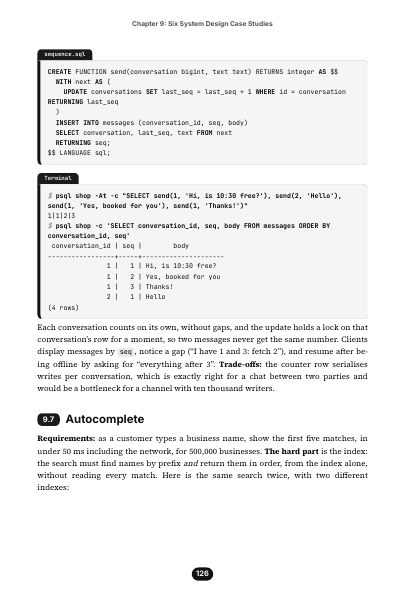 Chapter 9: Six System Design Case Studies
sequence.sql
CREATE FUNCTION send(conversation bigint, text text) RETURNS integer AS $$
WITH next AS (
UPDATE conversations SET last_seq = last_seq + 1 WHERE id = conversation
RETURNING last_seq
)
INSERT INTO messages (conversation_id, seq, body)
SELECT conversation, last_seq, text FROM next
RETURNING seq;
$$ LANGUAGE sql;
Terminal
$ psql shop -At -c "SELECT send(1, 'Hi, is 10:30 free?'), send(2, 'Hello'),
send(1, 'Yes, booked for you'), send(1, 'Thanks!')"
1|1|2|3
$ psql shop -c 'SELECT conversation_id, seq, body FROM messages ORDER BY
conversation_id, seq'
conversation_id | seq | body
-----------------+-----+---------------------
1 | 1 | Hi, is 10:30 free?
1 | 2 | Yes, booked for you
1 | 3 | Thanks!
2 | 1 | Hello
(4 rows)
Each conversation counts on its own, without gaps, and the update holds a lock on that
conversation's row for a moment, so two messages never get the same number. Clients
display messages by seq, notice a gap (“I have 1 and 3: fetch 2”), and resume after be-
ing offline by asking for “everything after 3”. Trade-offs: the counter row serialises
writes per conversation, which is exactly right for a chat between two parties and
would be a bottleneck for a channel with ten thousand writers.
9.7 Autocomplete
Requirements: as a customer types a business name, show the first five matches, in
under 50 ms including the network, for 500,000 businesses. The hard part is the index:
the search must find names by prefix and return them in order, from the index alone,
without reading every match. Here is the same search twice, with two different
indexes:
126